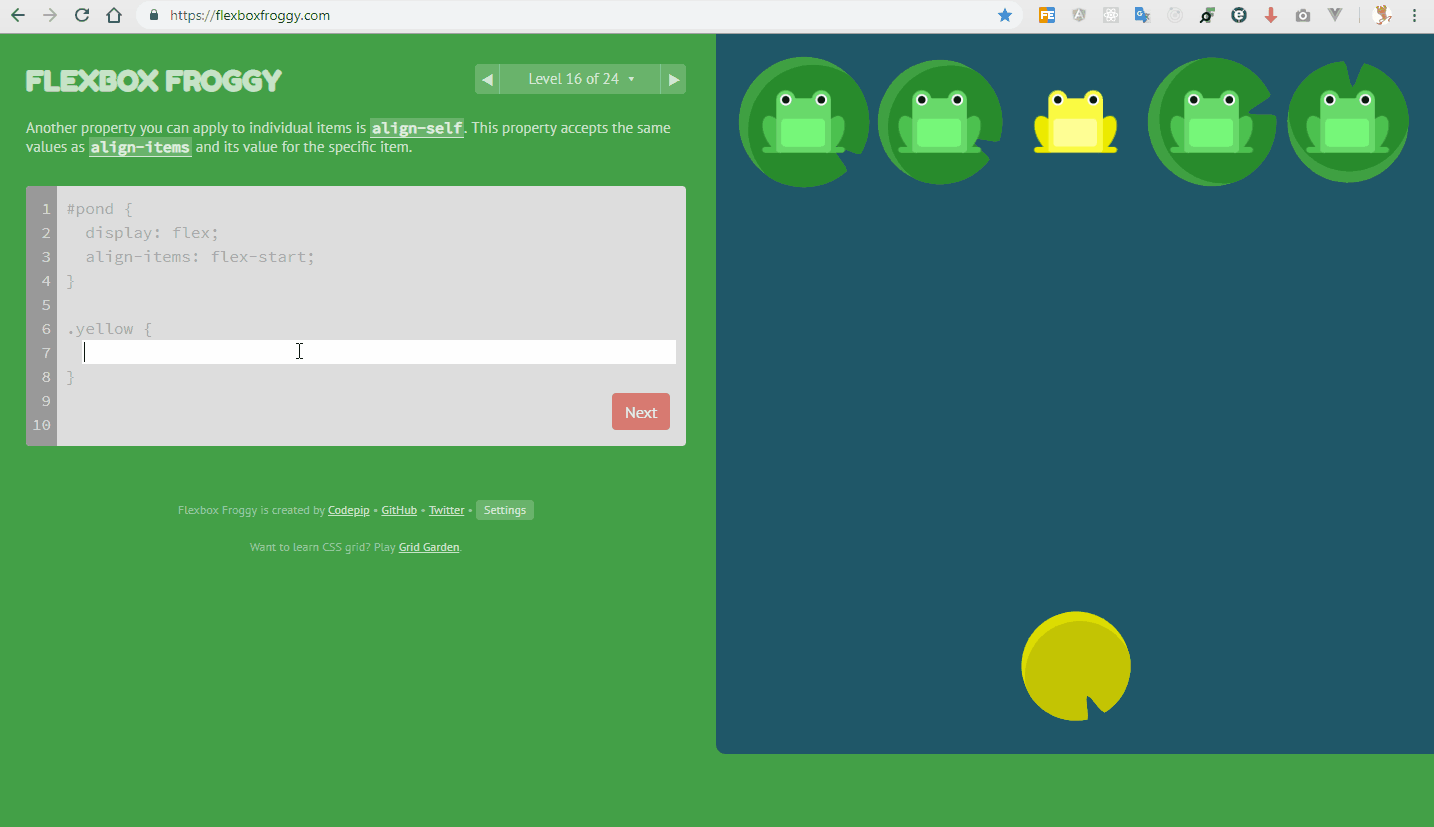 https://flexboxfroggy.com
FLEXBOX FROGGY
Level 16 of 24
Another property you can apply to individual items is align-self. This property accepts the same
values as align-items and its value for the specific item.
1 #pond {
2 display: flex;
3 align-items: flex-start;
4 }
5
6 .yellow {
7
8 }
9
10
Next
Flexbox Froggy is created by Codepip • GitHub • Twitter • Settings
Want to learn CSS grid? Play Grid Garden.